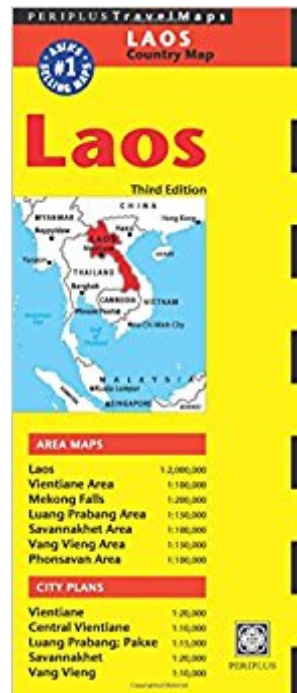 PERIPLUS TravelMaps
LAOS
Country Map
ASIA'S
#1
SELLING MAPS
Laos
Third Edition
CHINA
MYANMAR
Hong Kong
Naypyidaw
Hanoi
LAOS
Yangon
THAILAND
Bangkok
CAMBODIA
VIETNAM
Phnom Penh
Ho Chi Minh City
Gulf of Thailand
MALAYSIA
Kuala Lumpur
SINGAPORE
AREA MAPS
Laos 1:2,000,000
Vientiane Area 1:100,000
Mekong Falls 1:200,000
Luang Prabang Area 1:150,000
Savannakhet Area 1:100,000
Vang Vieng Area 1:150,000
Phonsavan Area 1:100,000
CITY PLANS
Vientiane 1:20,000
Central Vientiane 1:10,000
Luang Prabang; Pakxe 1:15,000
Savannakhet 1:20,000
Vang Vieng 1:10,000
PERIPLUS